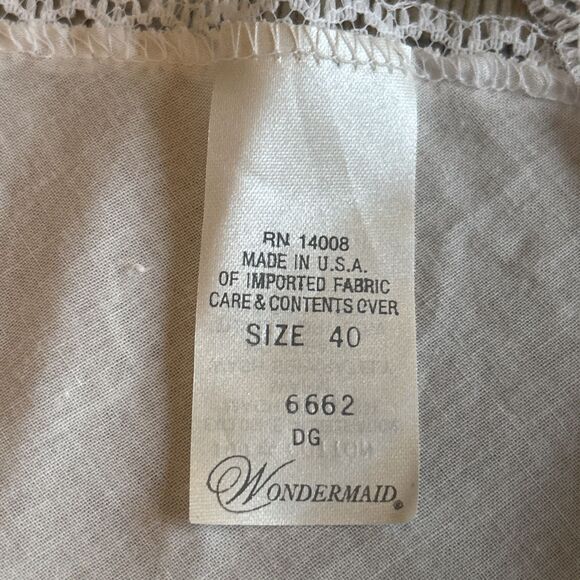 RN 14008
MADE IN U.S.A.
OF IMPORTED FABRIC
CARE & CONTENTS OVER
SIZE 40
6662
DG
WONDERMAID®